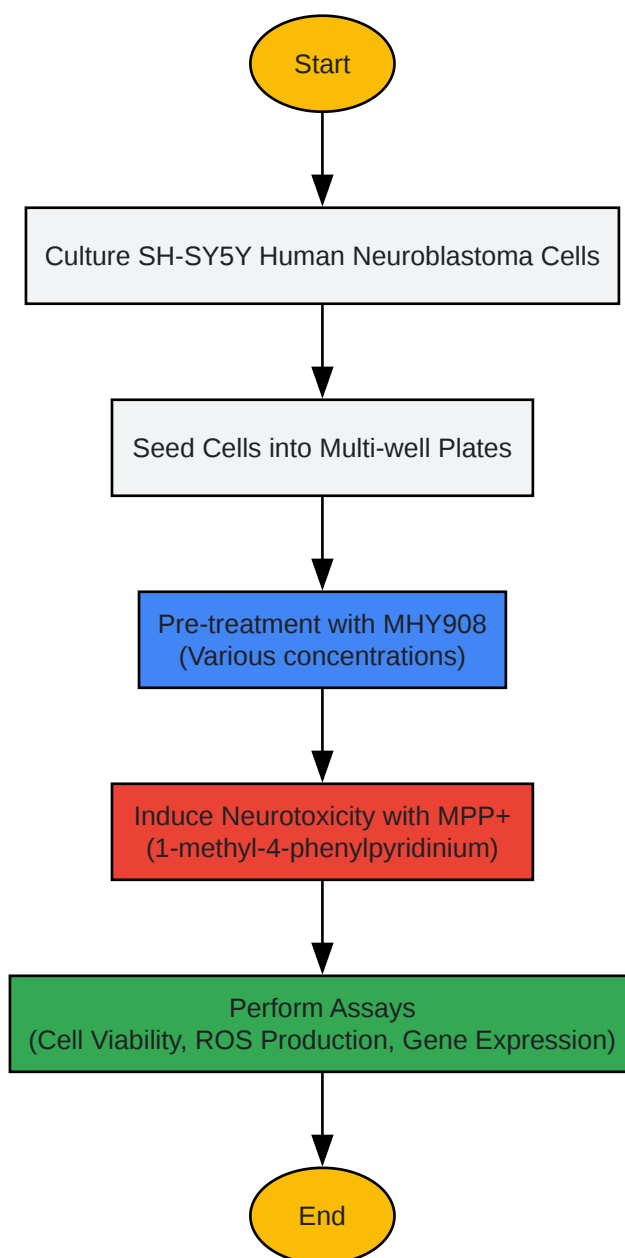 Start
Culture SH-SY5Y Human Neuroblastoma Cells
Seed Cells into Multi-well Plates
Pre-treatment with MHY908
(Various concentrations)
Induce Neurotoxicity with MPP+
(1-methyl-4-phenylpyridinium)
Perform Assays
(Cell Viability, ROS Production, Gene Expression)
End